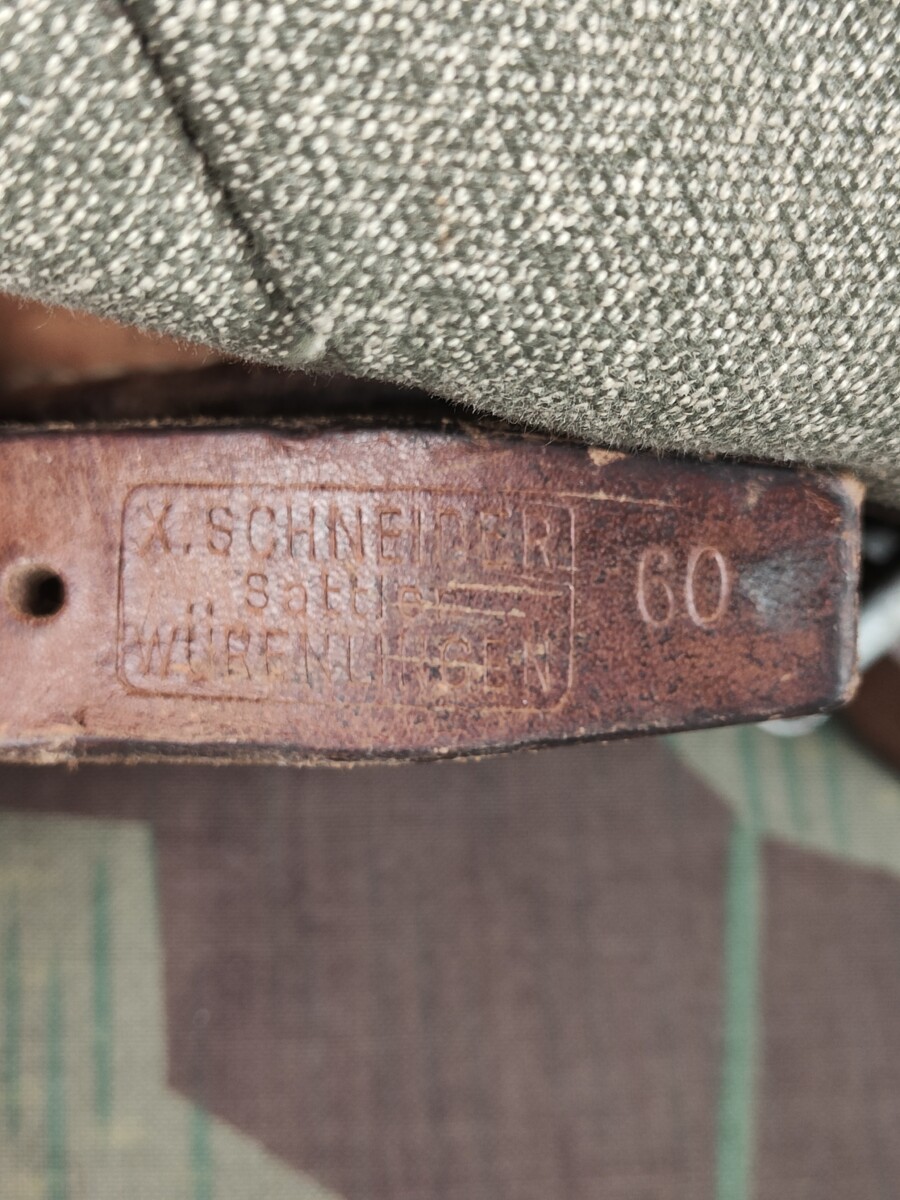 X. SCHNEIDER
Sattler
WÜRENLINGEN
60